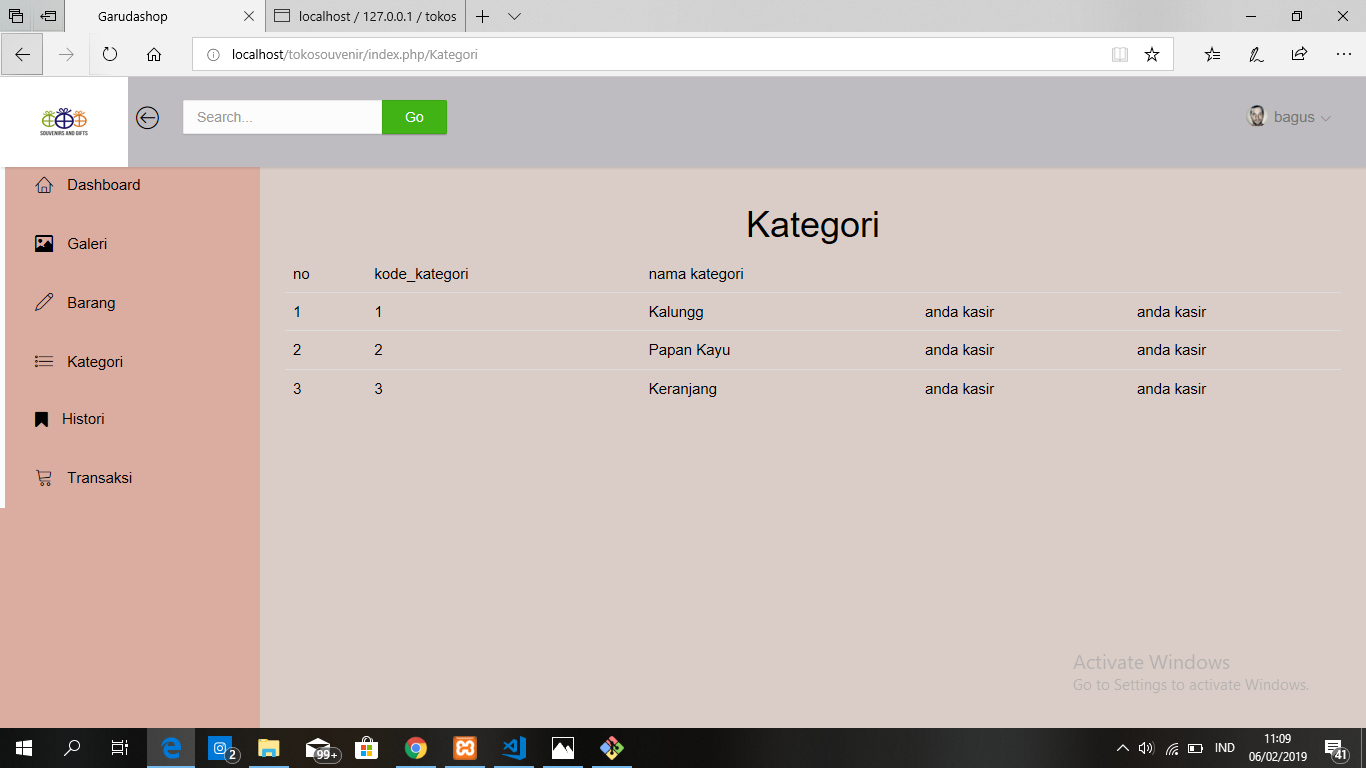 Garudashop
localhost / 127.0.0.1 / tokos
localhost/tokosouvenir/index.php/Kategori
SOUVENIRS AND GIFTS
Search...
Go
bagus
Dashboard
Galeri
Barang
Kategori
Histori
Transaksi
Kategori
no kode_kategori nama kategori
1 1 Kalungg anda kasir anda kasir
2 2 Papan Kayu anda kasir anda kasir
3 3 Keranjang anda kasir anda kasir
Activate Windows
Go to Settings to activate Windows.
2
99+
IND
11:09
06/02/2019
41